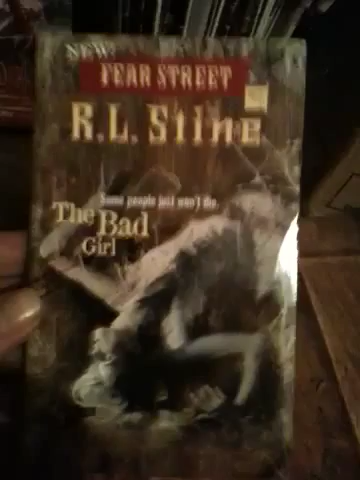 NEW
FEAR STREET
R.L. Stine
Some people just won't die.
The Bad
Girl